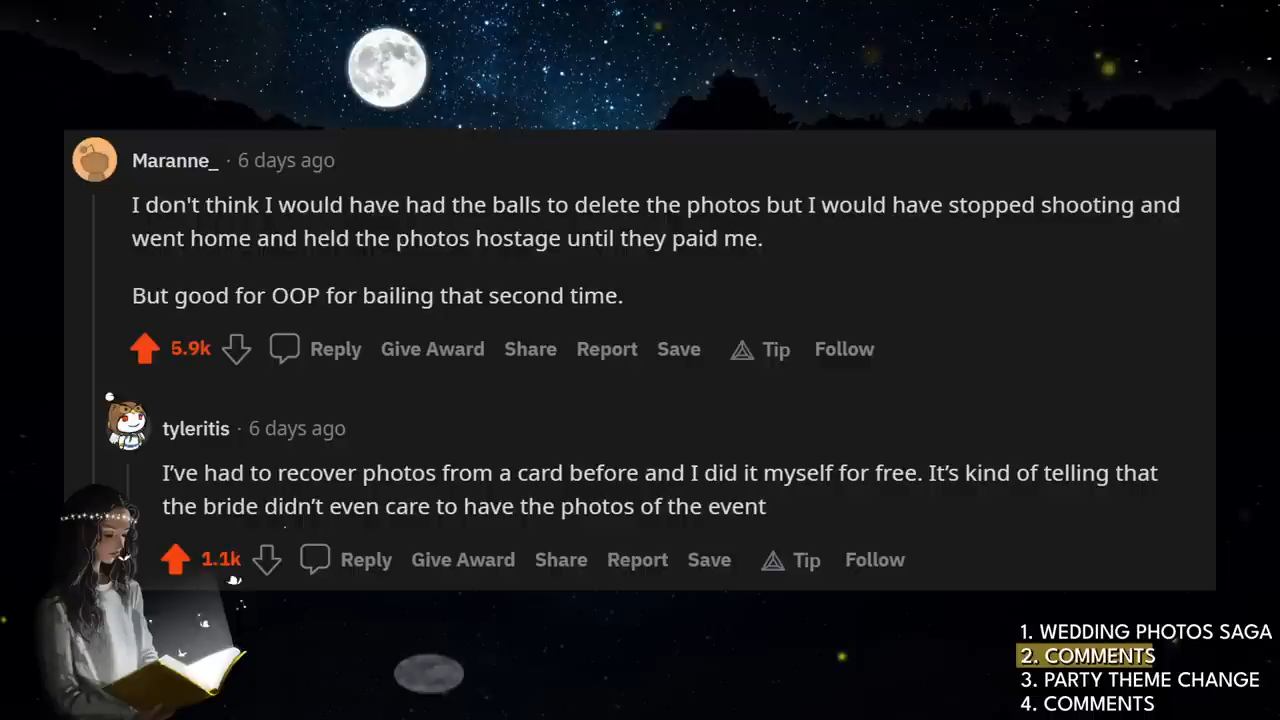 Maranne_ · 6 days ago
I don't think I would have had the balls to delete the photos but I would have stopped shooting and
went home and held the photos hostage until they paid me.
But good for OOP for bailing that second time.
5.9k Reply Give Award Share Report Save Tip Follow
tyleritis · 6 days ago
I’ve had to recover photos from a card before and I did it myself for free. It’s kind of telling that
the bride didn’t even care to have the photos of the event
1.1k Reply Give Award Share Report Save Tip Follow
1. WEDDING PHOTOS SAGA
2. COMMENTS
3. PARTY THEME CHANGE
4. COMMENTS